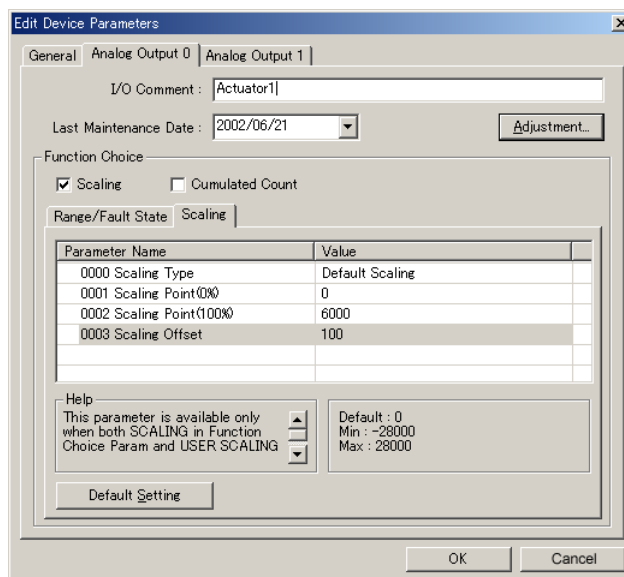 Edit Device Parameters
General Analog Output 0 Analog Output 1
I/O Comment : Actuator1
Last Maintenance Date : 2002/06/21 Adjustment...
Function Choice
Scaling Cumulated Count
Range/Fault State Scaling
Parameter Name Value
0000 Scaling Type Default Scaling
0001 Scaling Point(0%) 0
0002 Scaling Point(100%) 6000
0003 Scaling Offset 100
Help
This parameter is available only
when both SCALING in Function
Choice Param and USER SCALING
Default : 0
Min : -28000
Max : 28000
Default Setting
OK Cancel